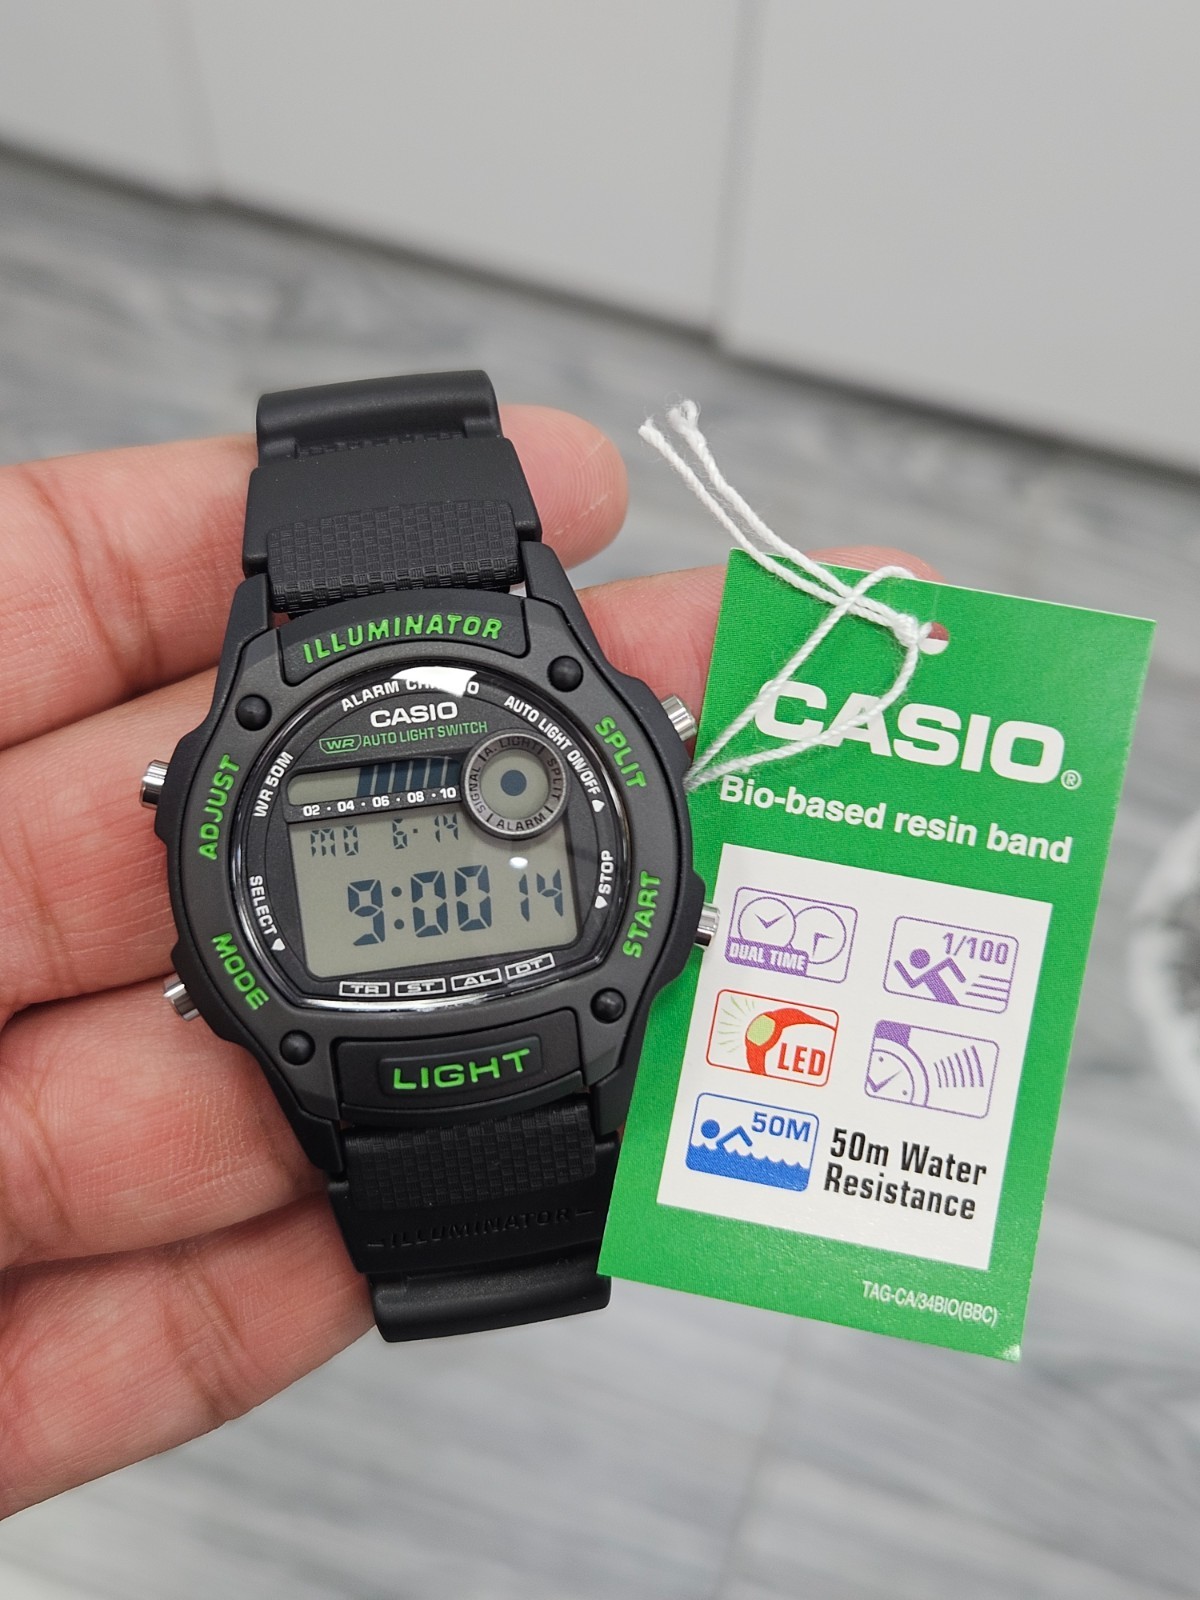 ILLUMINATOR
ALARM CHRONO
CASIO
WR AUTO LIGHT SWITCH
AUTO LIGHT ON/OFF
SPLIT
ADJUST
WR 50M
02 · 04 · 06 · 08 · 10
SIGNAL | A. LIGHT | SPLIT | ALARM
MO 6-14
9:00 14
SELECT
STOP
START
MODE
TR ST AL DT
LIGHT
ILLUMINATOR
CASIO®
Bio-based resin band
DUAL TIME
1/100
LED
50M
50m Water
Resistance
TAG-CA/34BIO(BBC)